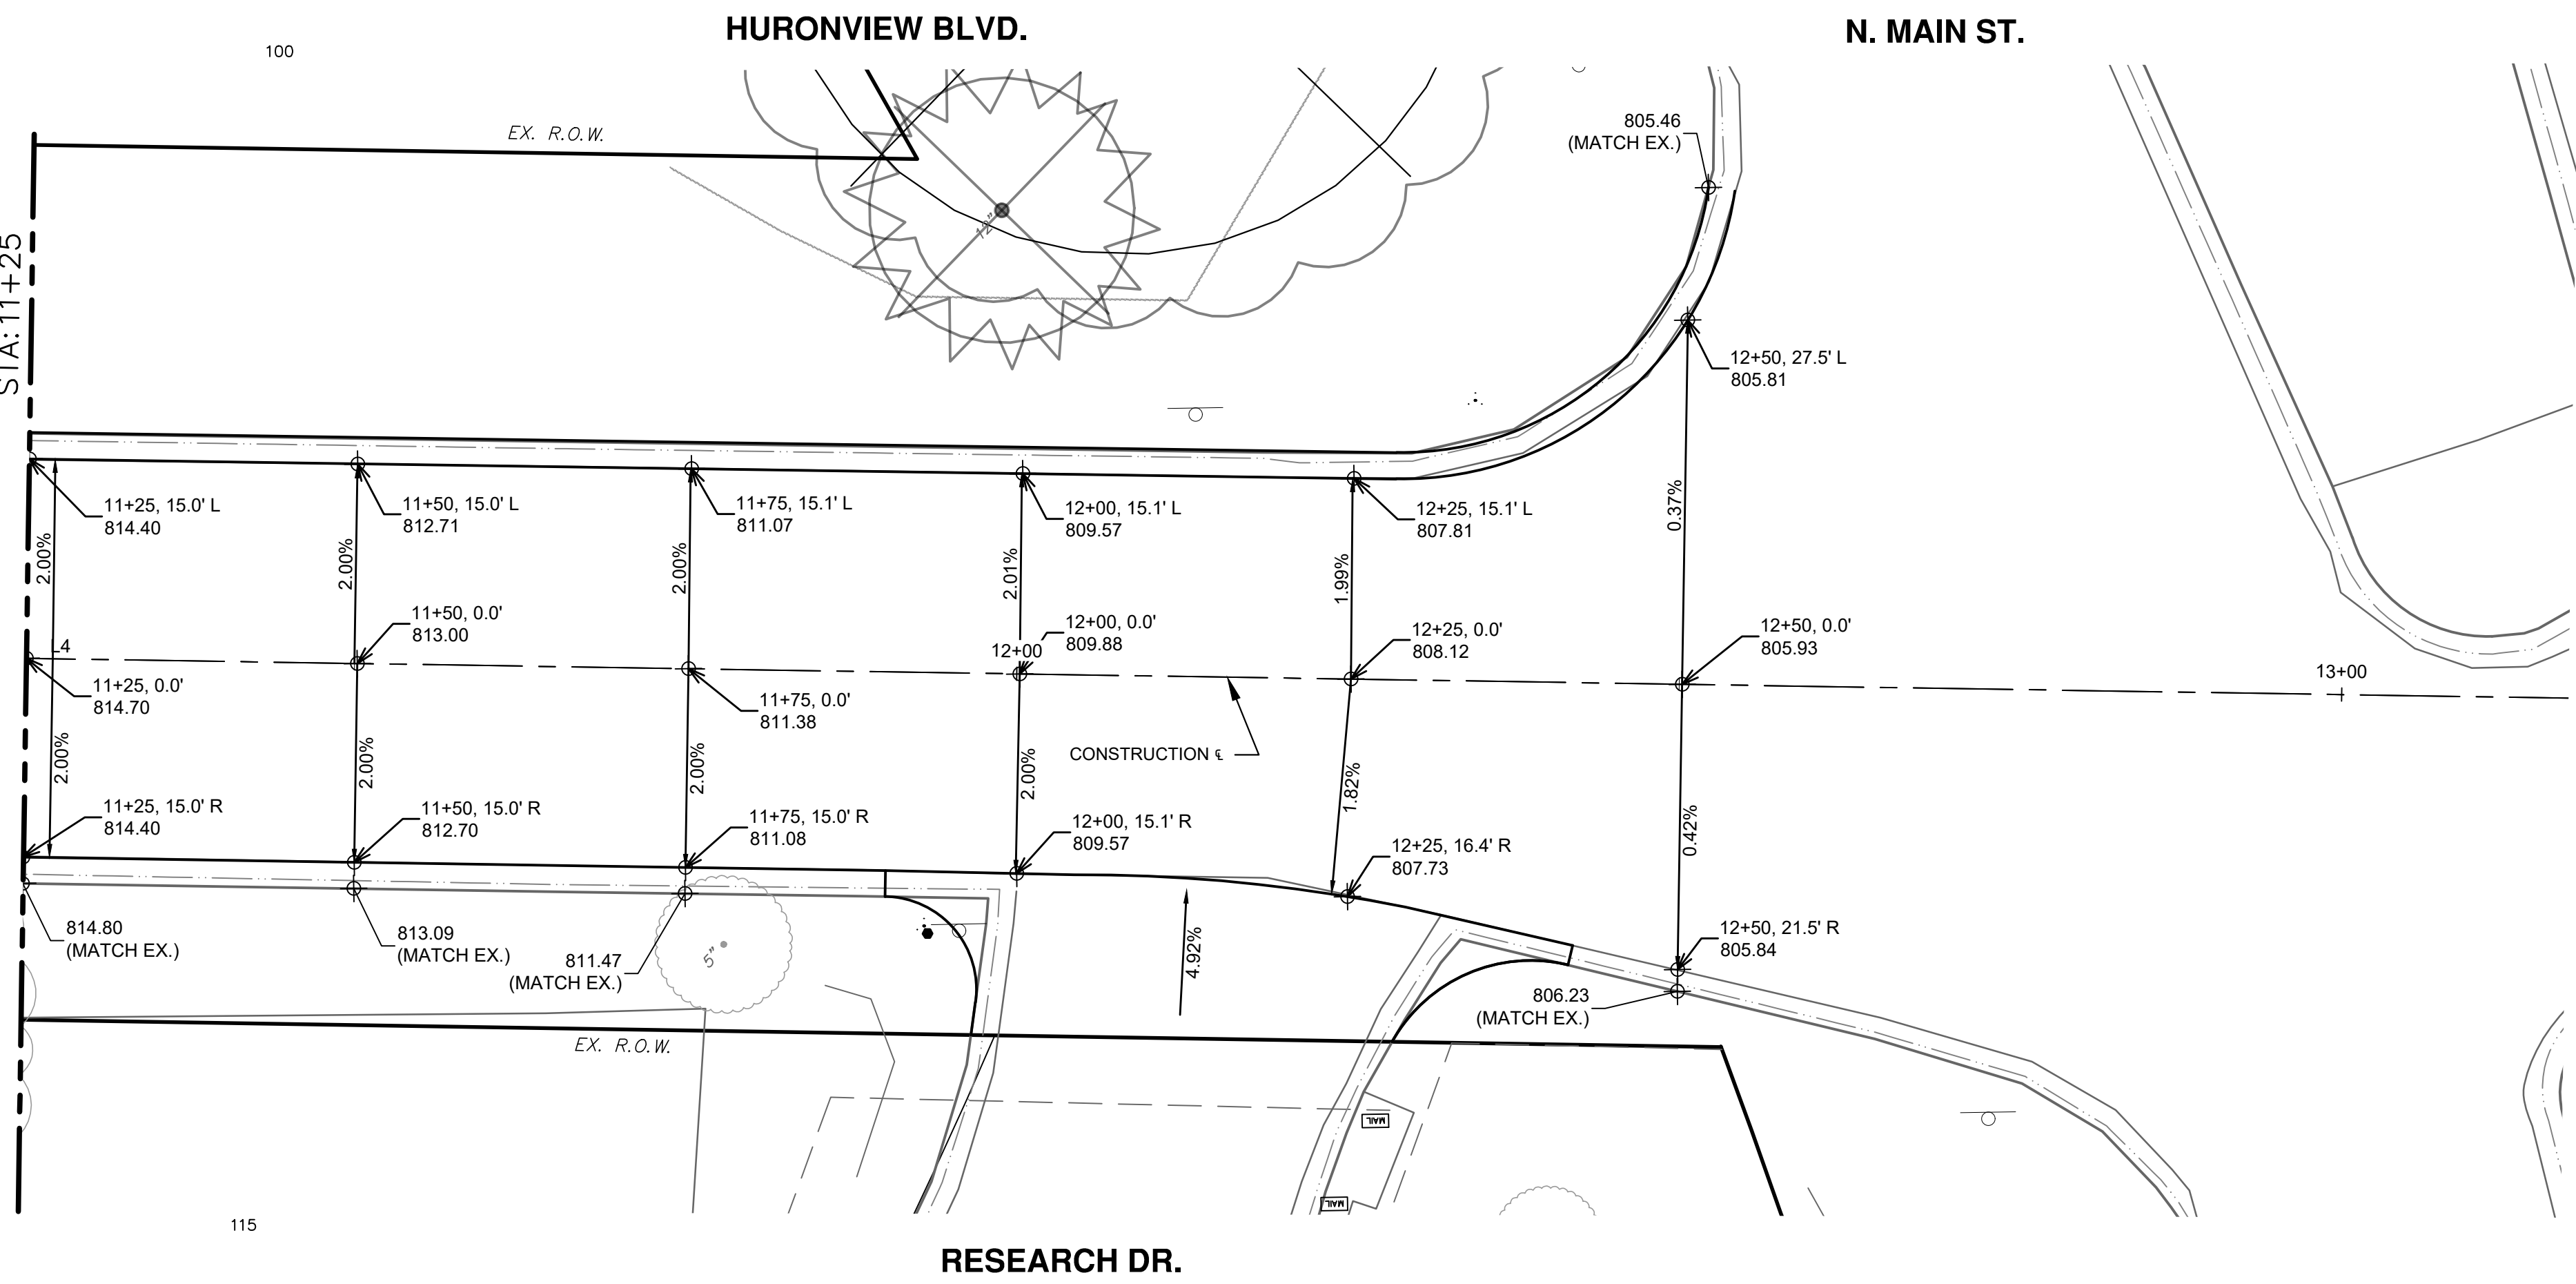 HURONVIEW BLVD.
N. MAIN ST.
100
EX. R.O.W.
805.46
(MATCH EX.)
12"
STA:11+25
12+50, 27.5' L
805.81
11+25, 15.0' L
814.40
11+50, 15.0' L
812.71
11+75, 15.1' L
811.07
12+00, 15.1' L
809.57
12+25, 15.1' L
807.81
2.00%
2.00%
2.00%
2.01%
1.99%
0.37%
11+50, 0.0'
813.00
12+00, 0.0'
809.88
12+00
12+25, 0.0'
808.12
12+50, 0.0'
805.93
L4
13+00
11+25, 0.0'
814.70
11+75, 0.0'
811.38
CONSTRUCTION ℄
2.00%
2.00%
2.00%
2.00%
1.82%
0.42%
11+25, 15.0' R
814.40
11+50, 15.0' R
812.70
11+75, 15.0' R
811.08
12+00, 15.1' R
809.57
12+25, 16.4' R
807.73
12+50, 21.5' R
805.84
814.80
(MATCH EX.)
813.09
(MATCH EX.)
811.47
(MATCH EX.)
5"
4.92%
806.23
(MATCH EX.)
EX. R.O.W.
MAIL
MAIL
115
RESEARCH DR.